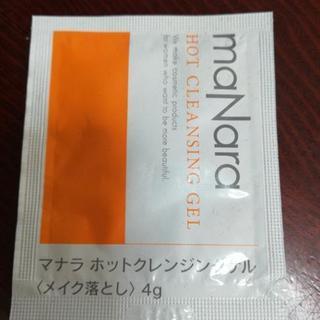 maNara
HOT CLEANSING GEL
We make cosmetic products
for women who want to be more beautiful.
マナラ ホットクレンジングゲル
〈メイク落とし〉4g